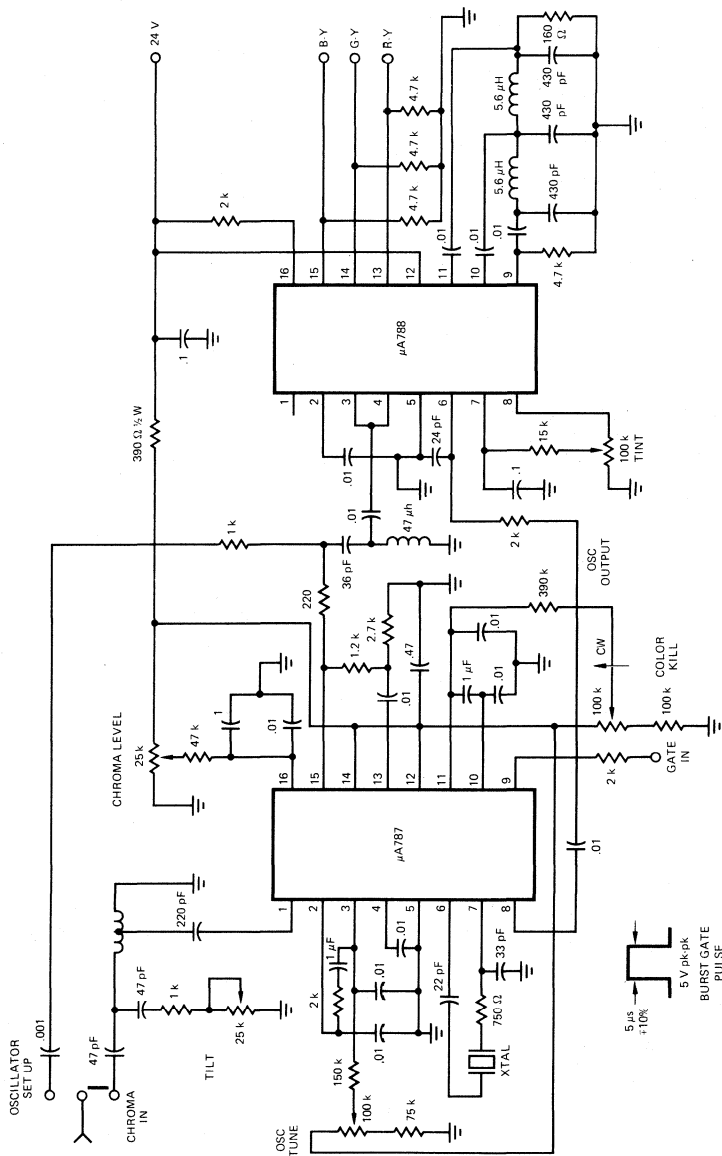 24 V
B-Y
G-Y
R-Y
2 k
4.7 k
4.7 k
4.7 k
.01
.01
.01
5.6 μH
5.6 μH
430 pF
430 pF
430 pF
160 Ω
4.7 k
16
15
14
13
12
11
10
9
μA788
1
2
3
4
5
6
7
8
.1
390 Ω ½ W
.01
24 pF
.1
15 k
100 k
TINT
.01
47 μh
36 pF
1 k
220
1.2 k
2.7 k
.01
.47
1 μF
.01
.01
390 k
2 k
OSC
OUTPUT
CW
COLOR
KILL
100 k
100 k
2 k
GATE
IN
.01
CHROMA LEVEL
25 k
47 k
.01
16
15
14
13
12
11
10
9
μA787
1
2
3
4
5
6
7
8
220 pF
47 pF
1 k
25 k
TILT
47 pF
.001
OSCILLATOR
SET UP
CHROMA
IN
1 μF
2 k
.01
.01
.01
150 k
100 k
75 k
OSC
TUNE
22 pF
33 pF
750 Ω
XTAL
5 μs
∓10%
5 V pk-pk
BURST GATE
PULSE